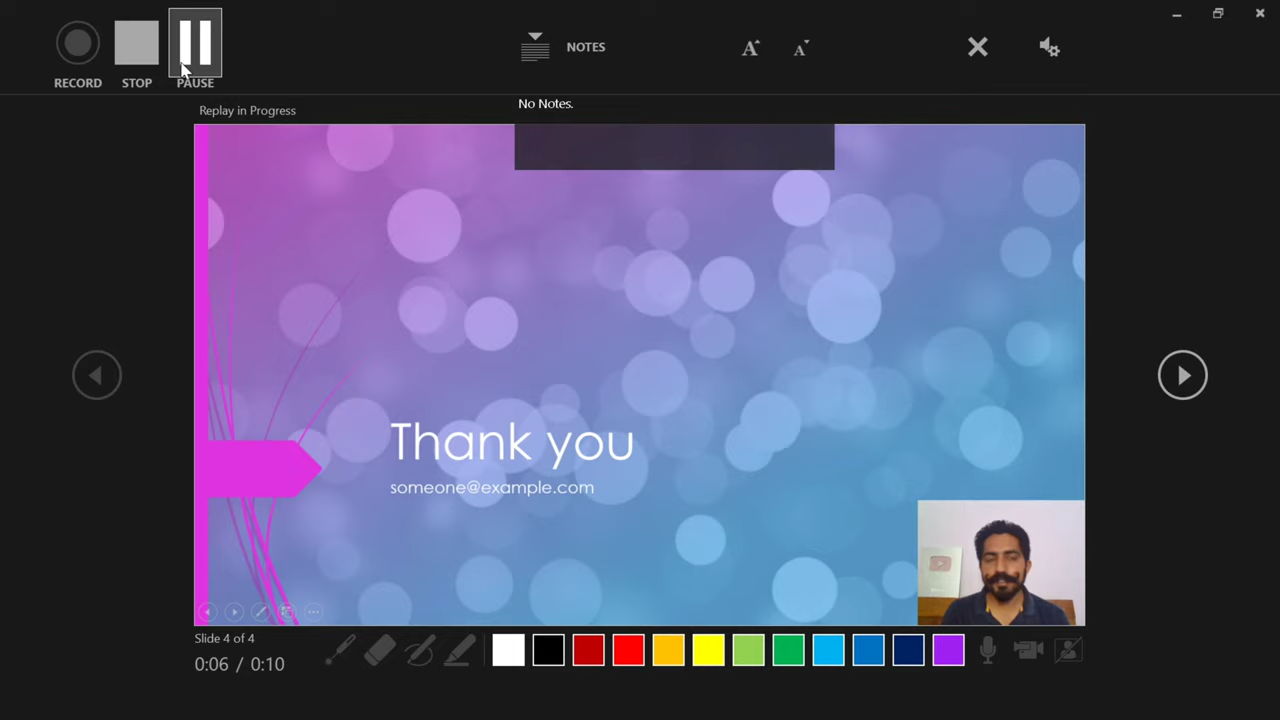 RECORD
STOP
PAUSE
NOTES
A
A
No Notes.
Replay in Progress
Thank you
someone@example.com
Slide 4 of 4
0:06 / 0:10